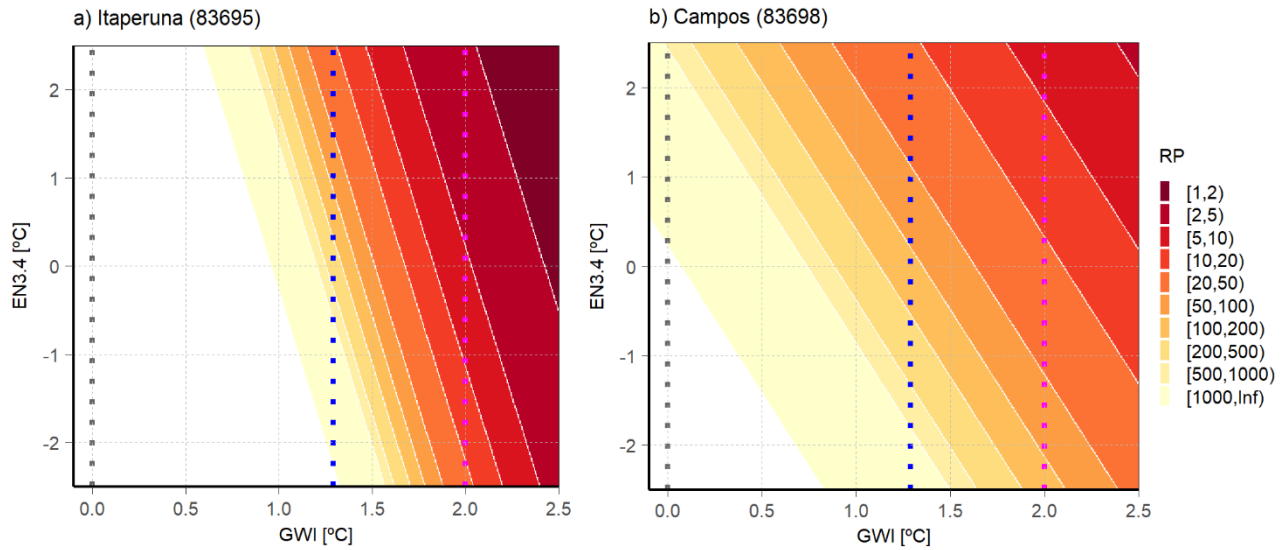 a) Itaperuna (83695)
EN3.4 [ºC]
2
1
0
-1
-2
0.0 0.5 1.0 1.5 2.0 2.5
GWI [ºC]
b) Campos (83698)
EN3.4 [ºC]
2
1
0
-1
-2
0.0 0.5 1.0 1.5 2.0 2.5
GWI [ºC]
RP
[1,2)
[2,5)
[5,10)
[10,20)
[20,50)
[50,100)
[100,200)
[200,500)
[500,1000)
[1000,Inf)